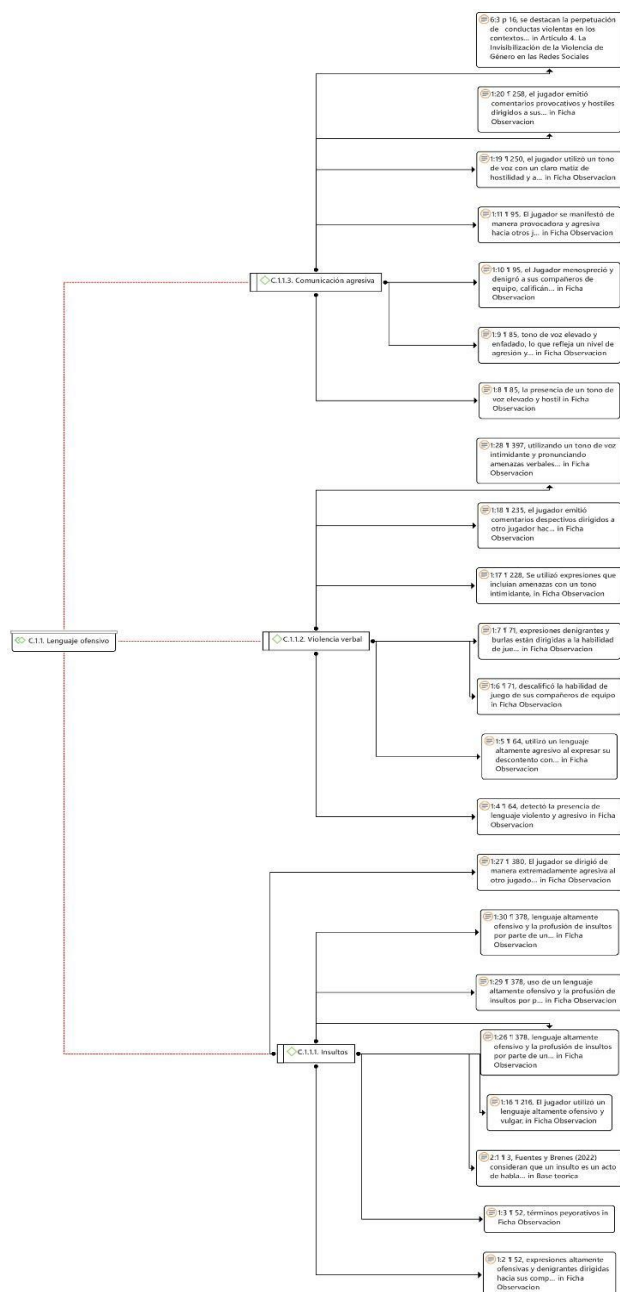 6:3 p 16, se destacan la perpetuación
de conductas violentas en los
contextos... in Artículo 4. La
Invisibilización de la Violencia de
Género en las Redes Sociales
1:20 ¶ 258, el jugador emitió
comentarios provocativos y hostiles
dirigidos a sus... in Ficha
Observacion
1:19 ¶ 250, el jugador utilizó un tono
de voz con un claro matiz de
hostilidad y a... in Ficha Observacion
1:11 ¶ 95, El jugador se manifestó de
manera provocadora y agresiva
hacia otros j... in Ficha Observacion
C.1.1.3. Comunicación agresiva
1:10 ¶ 95, el Jugador menospreció y
denigró a sus compañeros de
equipo, calificán... in Ficha
Observacion
1:9 ¶ 85, tono de voz elevado y
enfadado, lo que refleja un nivel de
agresión y... in Ficha Observacion
1:8 ¶ 85, la presencia de un tono de
voz elevado y hostil in Ficha
Observacion
1:28 ¶ 397, utilizando un tono de voz
intimidante y pronunciando
amenazas verbales... in Ficha
Observacion
1:18 ¶ 235, el jugador emitió
comentarios despectivos dirigidos a
otro jugador hac... in Ficha
Observacion
1:17 ¶ 228, Se utilizó expresiones que
incluían amenazas con un tono
intimidante, in Ficha Observacion
C.1.1. Lenguaje ofensivo
C.1.1.2. Violencia verbal
1:7 ¶ 71, expresiones denigrantes y
burlas están dirigidas a la habilidad
de jue... in Ficha Observacion
1:6 ¶ 71, descalificó la habilidad de
juego de sus compañeros de equipo
in Ficha Observacion
1:5 ¶ 64, utilizó un lenguaje
altamente agresivo al expresar su
descontento con... in Ficha
Observacion
1:4 ¶ 64, detectó la presencia de
lenguaje violento y agresivo in Ficha
Observacion
1:27 ¶ 380, El jugador se dirigió de
manera extremadamente agresiva al
otro jugado... in Ficha Observacion
1:30 ¶ 378, lenguaje altamente
ofensivo y la profusión de insultos
por parte de un... in Ficha
Observacion
1:29 ¶ 378, uso de un lenguaje
altamente ofensivo y la profusión de
insultos por p... in Ficha Observacion
C.1.1.1. Insultos
1:26 ¶ 378, lenguaje altamente
ofensivo y la profusión de insultos
por parte de un... in Ficha
Observacion
1:16 ¶ 216, El jugador utilizó un
lenguaje altamente ofensivo y
vulgar, in Ficha Observacion
2:1 ¶ 3, Fuentes y Brenes (2022)
consideran que un insulto es un acto
de habla... in Base teorica
1:3 ¶ 52, términos peyorativos in
Ficha Observacion
1:2 ¶ 52, expresiones altamente
ofensivas y denigrantes dirigidas
hacia sus comp... in Ficha
Observacion